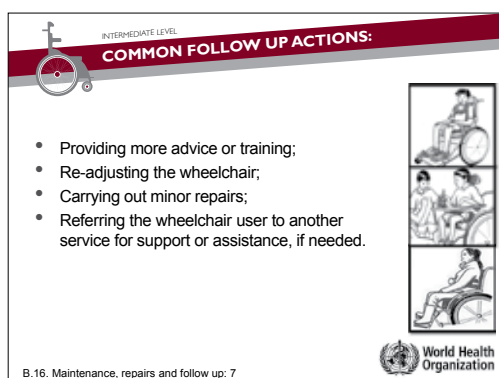 INTERMEDIATE LEVEL
COMMON FOLLOW UP ACTIONS:
• Providing more advice or training;
• Re-adjusting the wheelchair;
• Carrying out minor repairs;
• Referring the wheelchair user to another
service for support or assistance, if needed.
World Health
Organization
B.16. Maintenance, repairs and follow up: 7